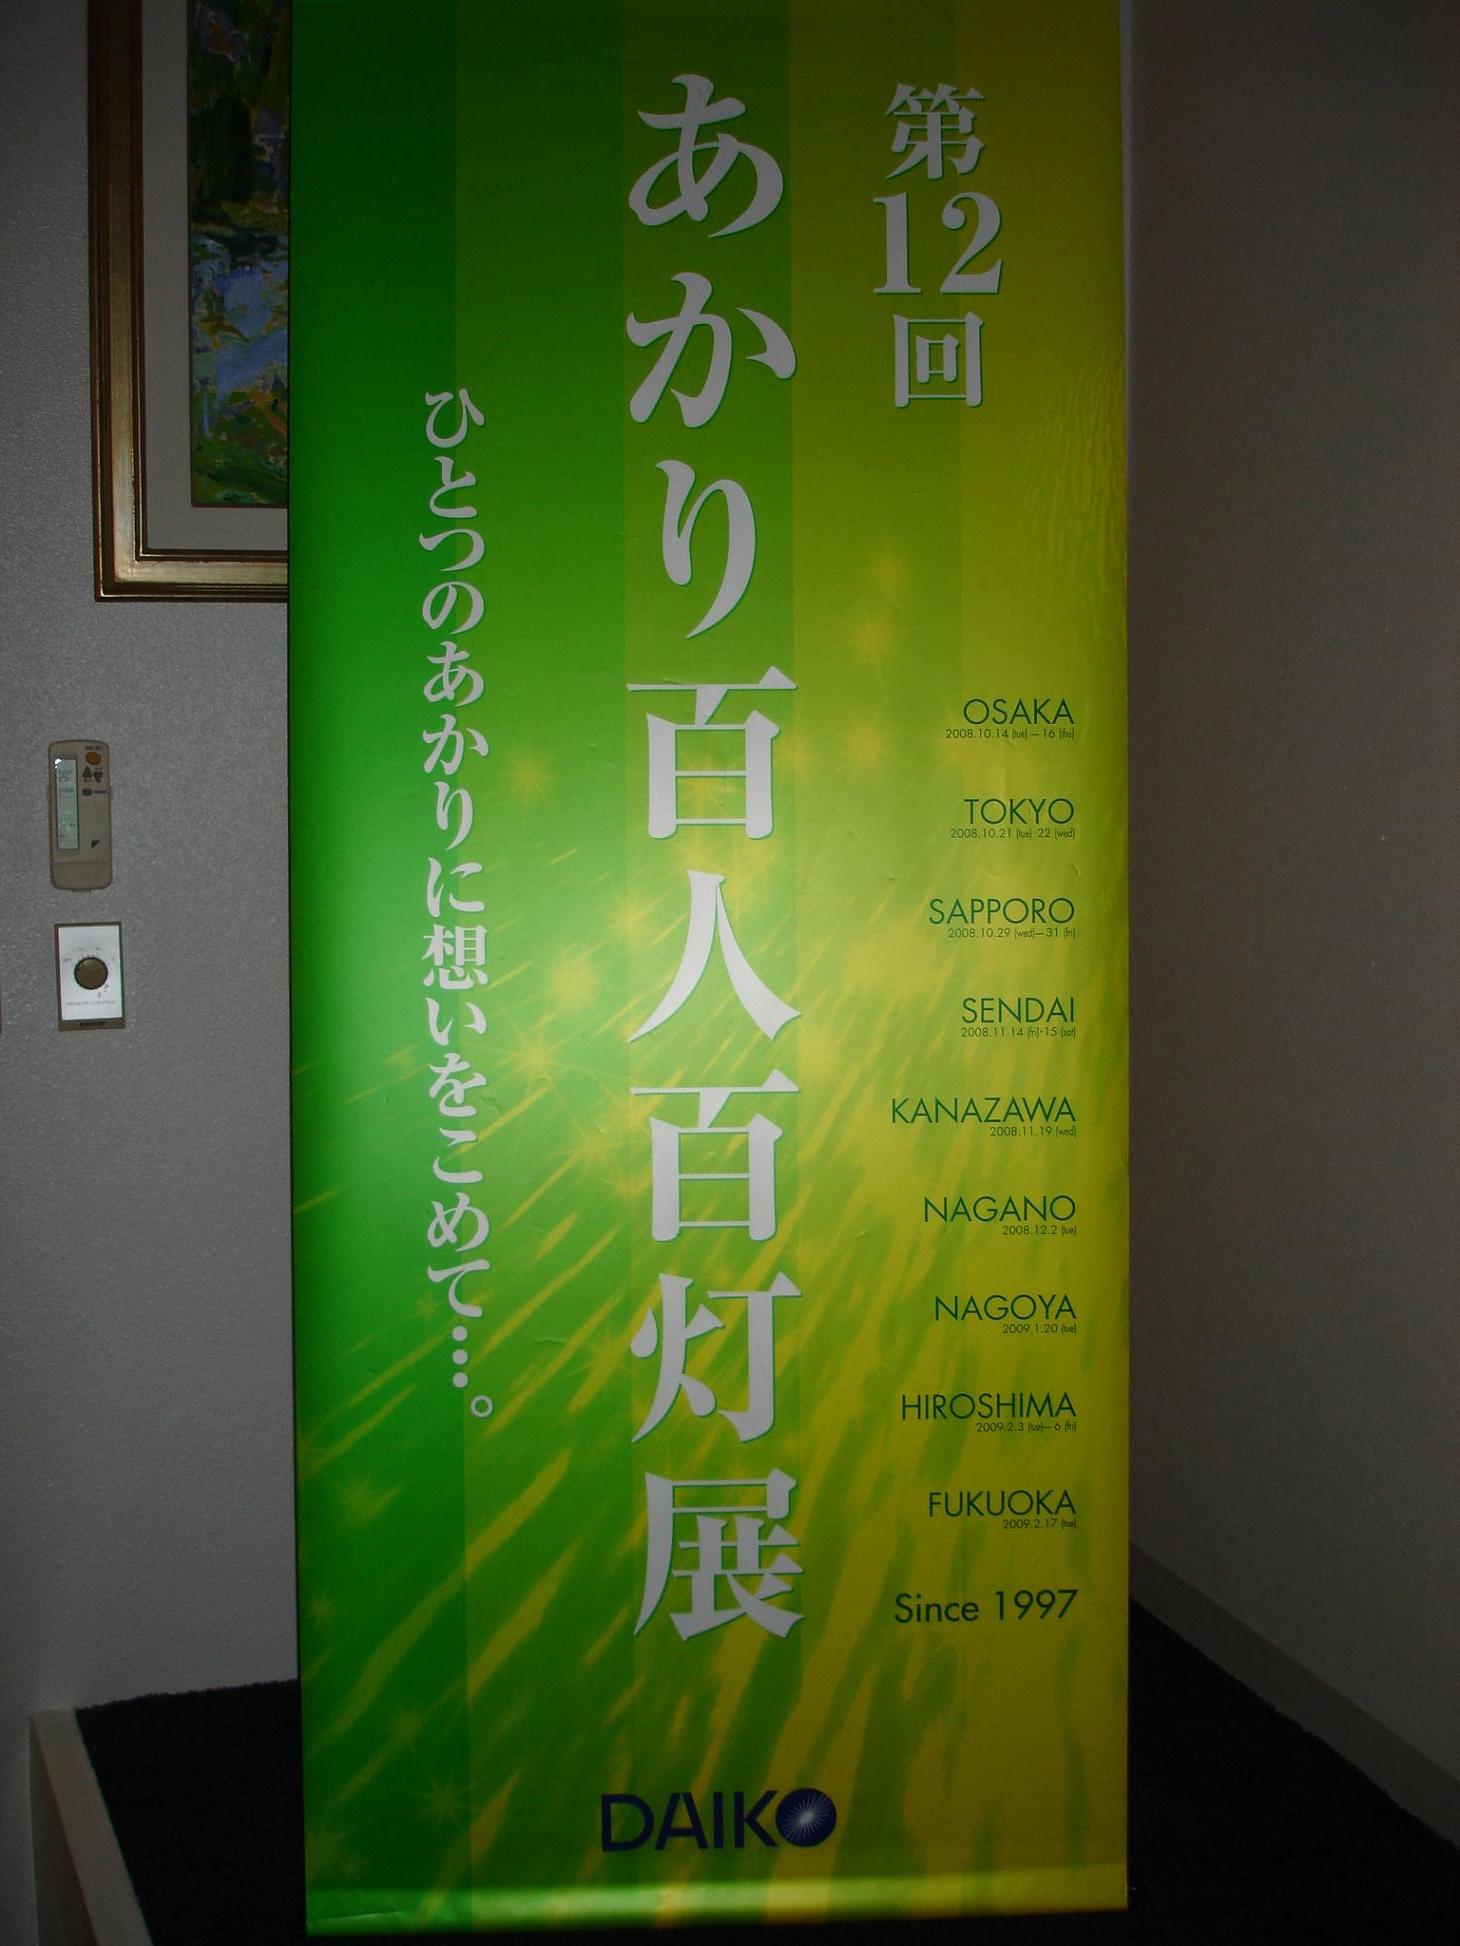 第12回
あかり百人百灯展
ひとつのあかりに想いをこめて…。
OSAKA
2008.10.14 (tue) — 16 (thu)
TOKYO
2008.10.21 (tue) · 22 (wed)
SAPPORO
2008.10.29 (wed) — 31 (fri)
SENDAI
2008.11.14 (fri) · 15 (sat)
KANAZAWA
2008.11.19 (wed)
NAGANO
2008.12.2 (tue)
NAGOYA
2009.1.20 (tue)
HIROSHIMA
2009.2.3 (tue) — 6 (fri)
FUKUOKA
2009.2.17 (tue)
Since 1997
DAIKO